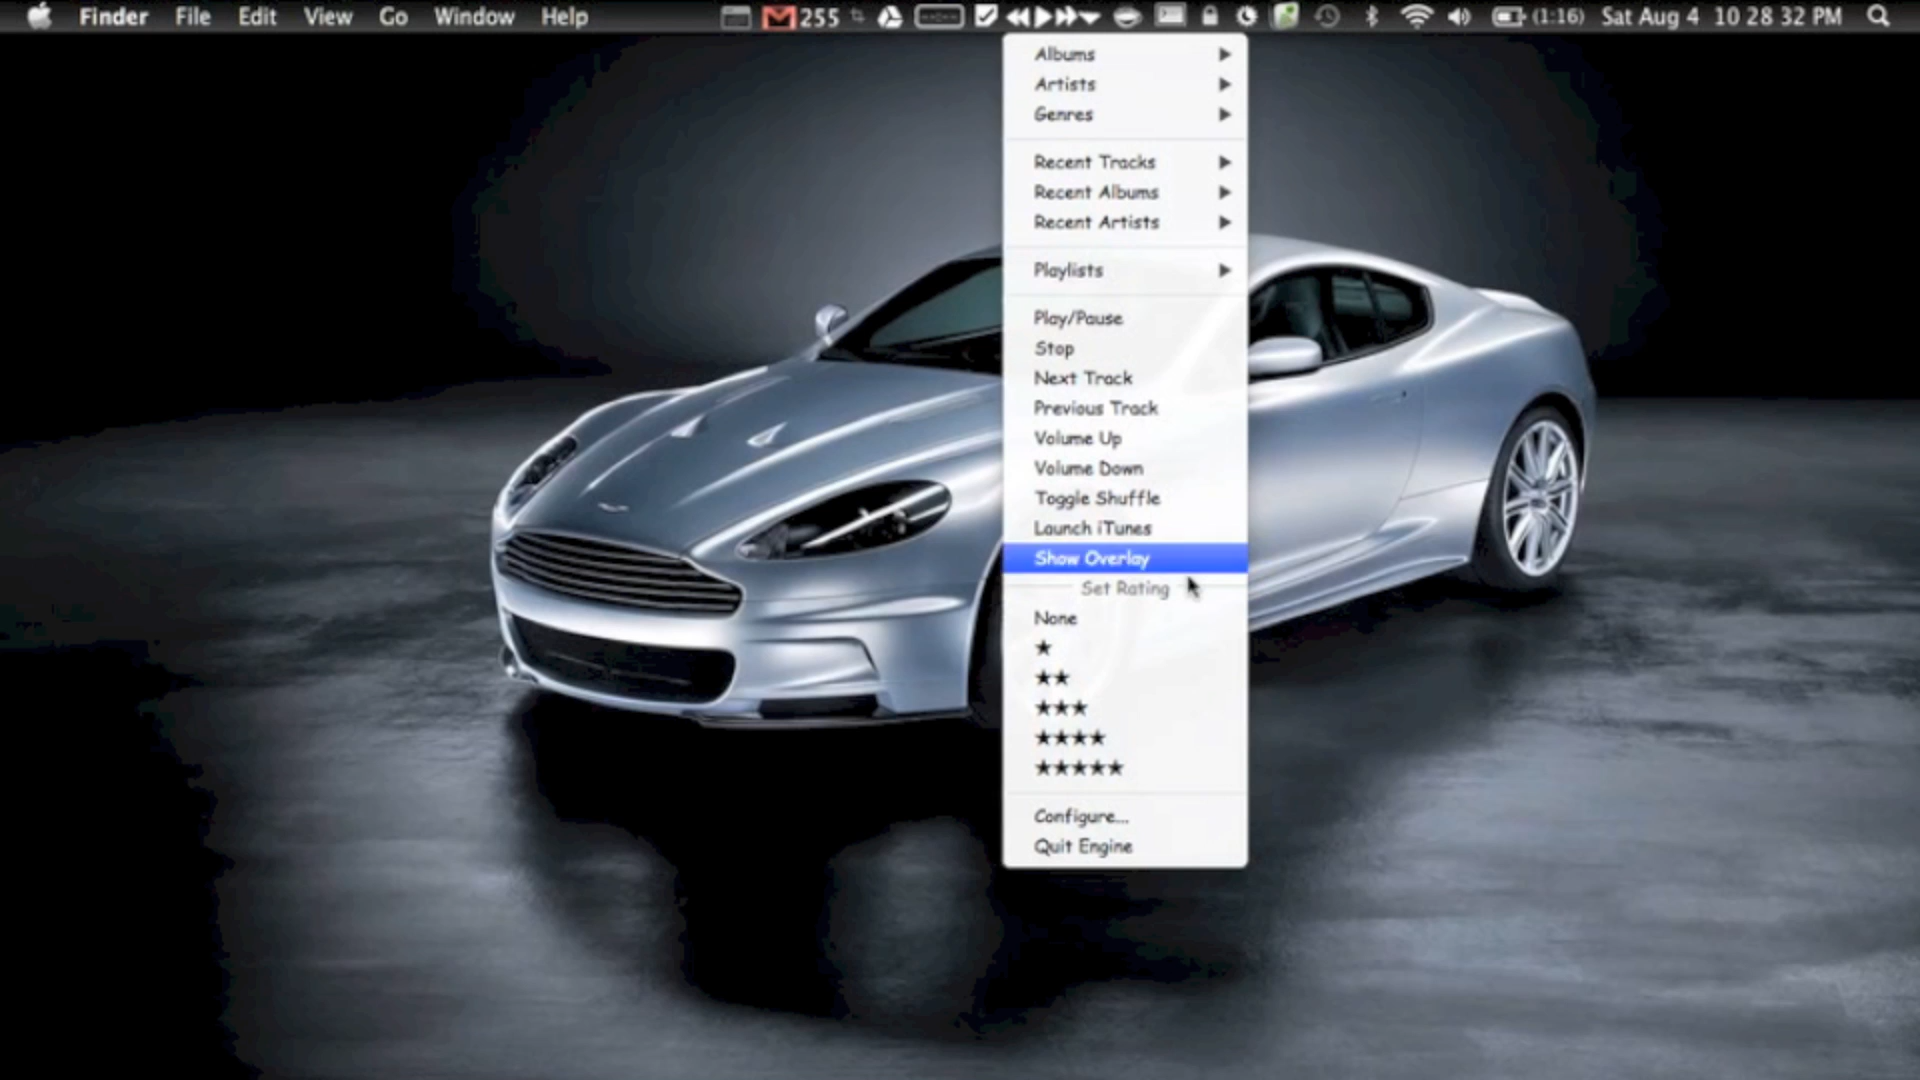 Finder File Edit View Go Window Help 255 (1:16) Sat Aug 4 10 28 32 PM
Albums
Artists
Genres
Recent Tracks
Recent Albums
Recent Artists
Playlists
Play/Pause
Stop
Next Track
Previous Track
Volume Up
Volume Down
Toggle Shuffle
Launch iTunes
Show Overlay
Set Rating
None
★
★★
★★★
★★★★
★★★★★
Configure...
Quit Engine